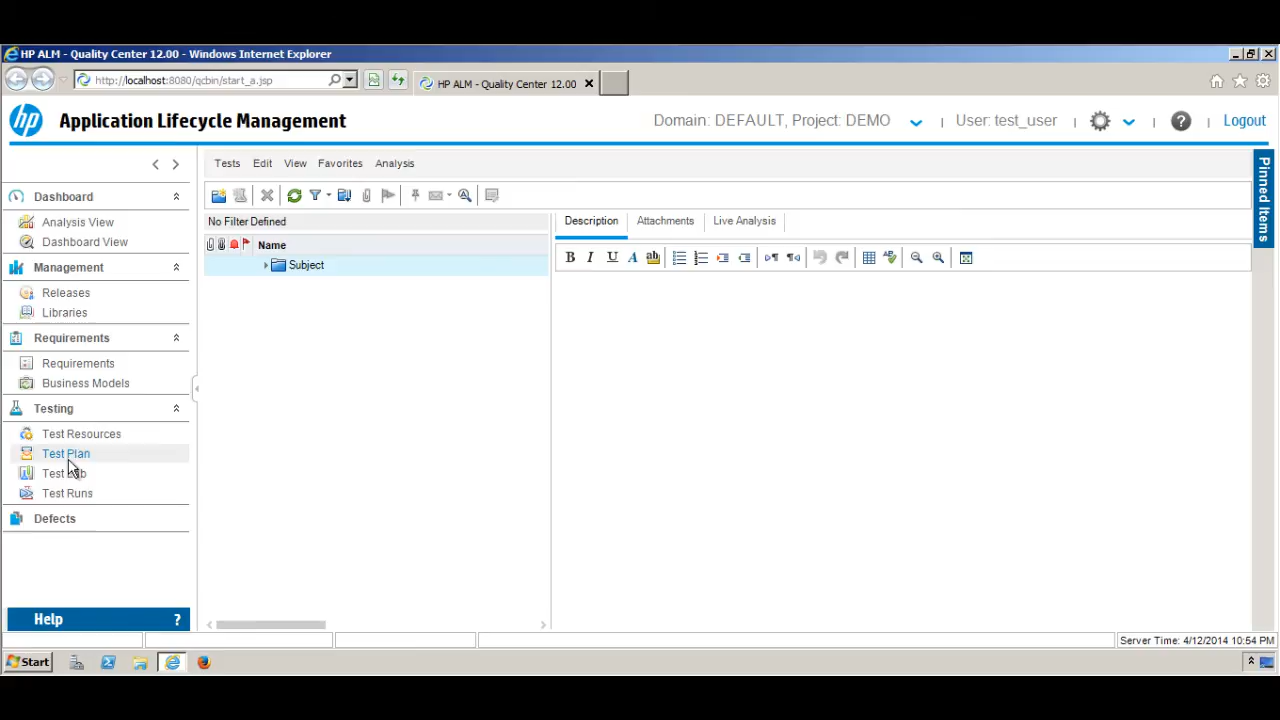 HP ALM - Quality Center 12.00 - Windows Internet Explorer
http://localhost:8080/qcbin/start_a.jsp
HP ALM - Quality Center 12.00
hp
Application Lifecycle Management
Domain: DEFAULT, Project: DEMO
User: test_user
Logout
Pinned Items
Dashboard
Analysis View
Dashboard View
Management
Releases
Libraries
Requirements
Requirements
Business Models
Testing
Test Resources
Test Plan
Test Lab
Test Runs
Defects
Help ?
Tests Edit View Favorites Analysis
No Filter Defined
Name
Subject
Description Attachments Live Analysis
B I U A ab
Server Time: 4/12/2014 10:54 PM
Start